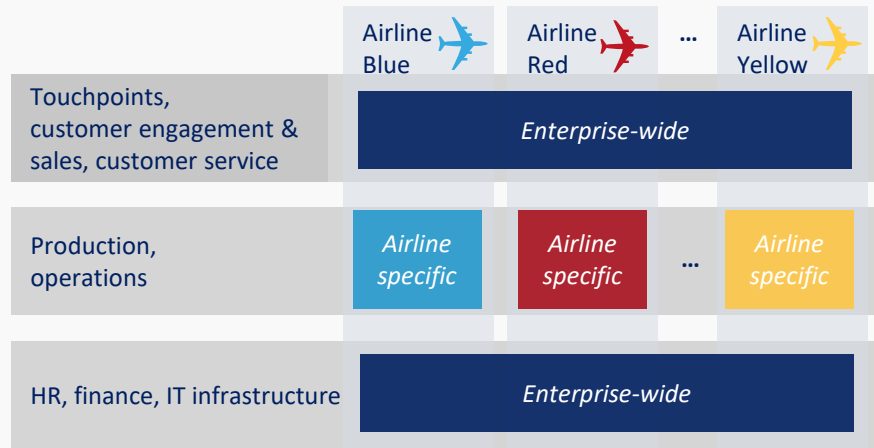 Airline
Blue
Airline
Red
...
Airline
Yellow
Touchpoints,
customer engagement &
sales, customer service
Enterprise-wide
Production,
operations
Airline
specific
Airline
specific
...
Airline
specific
HR, finance, IT infrastructure
Enterprise-wide